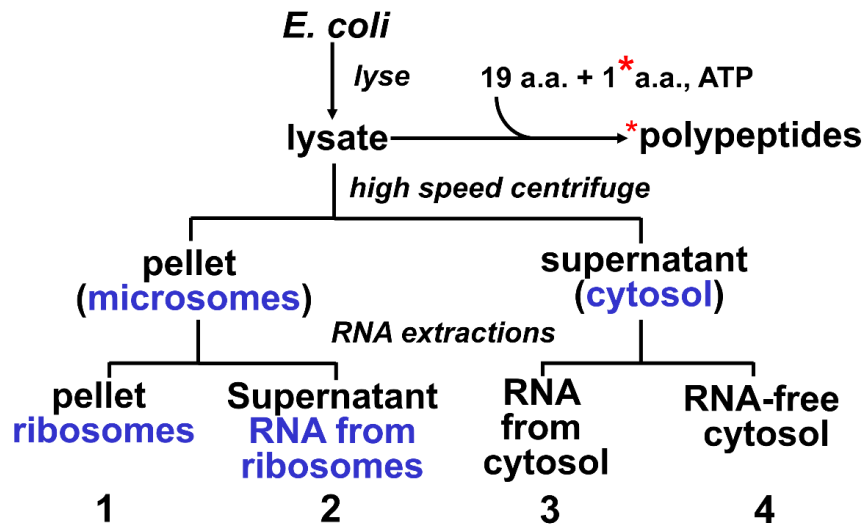 E. coli
lyse
19 a.a. + 1*a.a., ATP
lysate
*polypeptides
high speed centrifuge
pellet
(microsomes)
supernatant
(cytosol)
RNA extractions
pellet
ribosomes
Supernatant
RNA from
ribosomes
RNA
from
cytosol
RNA-free
cytosol
1
2
3
4